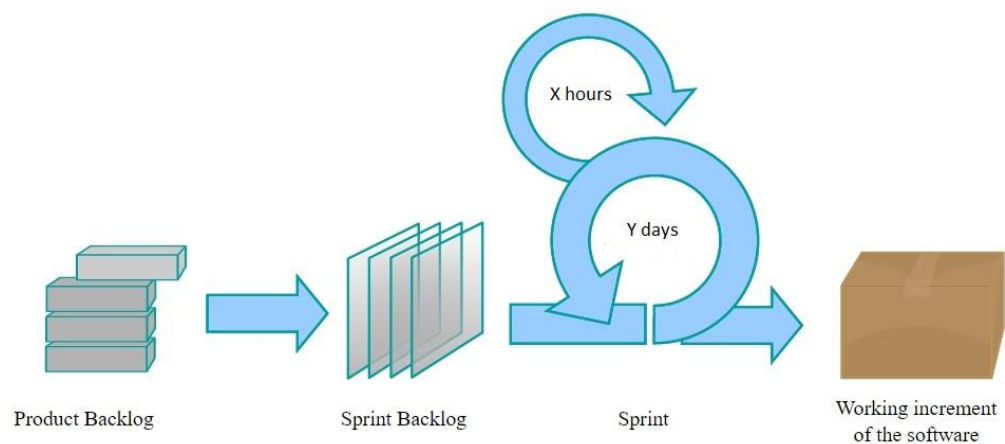 X hours
Y days
Product Backlog
Sprint Backlog
Sprint
Working increment
of the software